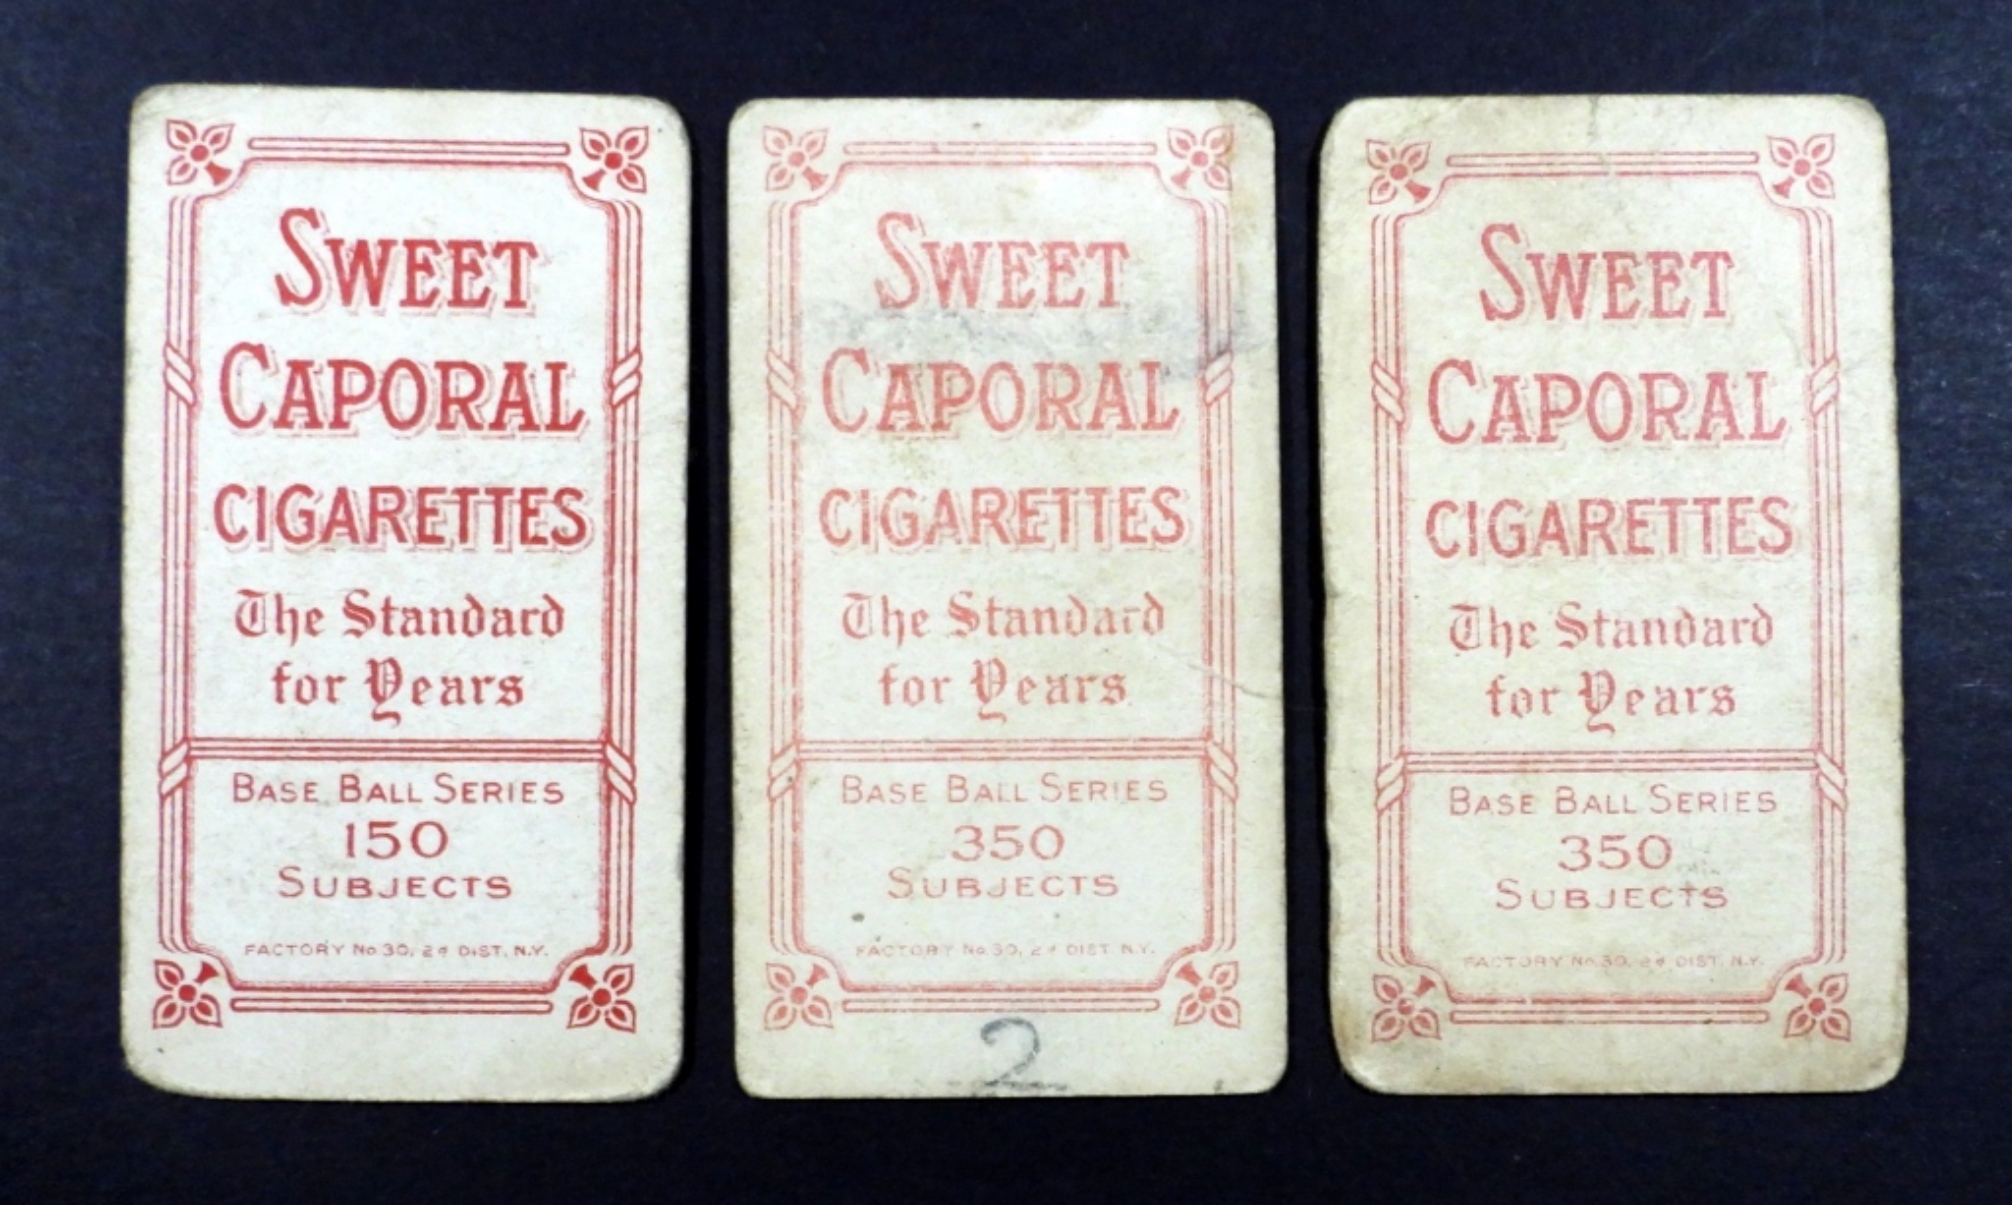 SWEET
CAPORAL
CIGARETTES
The Standard
for Years
BASE BALL SERIES
150
SUBJECTS
FACTORY No. 30, 2d DIST. N.Y.
SWEET
CAPORAL
CIGARETTES
The Standard
for Years
BASE BALL SERIES
350
SUBJECTS
FACTORY No. 30, 2d DIST. N.Y.
2
SWEET
CAPORAL
CIGARETTES
The Standard
for Years
BASE BALL SERIES
350
SUBJECTS
FACTORY No. 30, 2d DIST. N.Y.